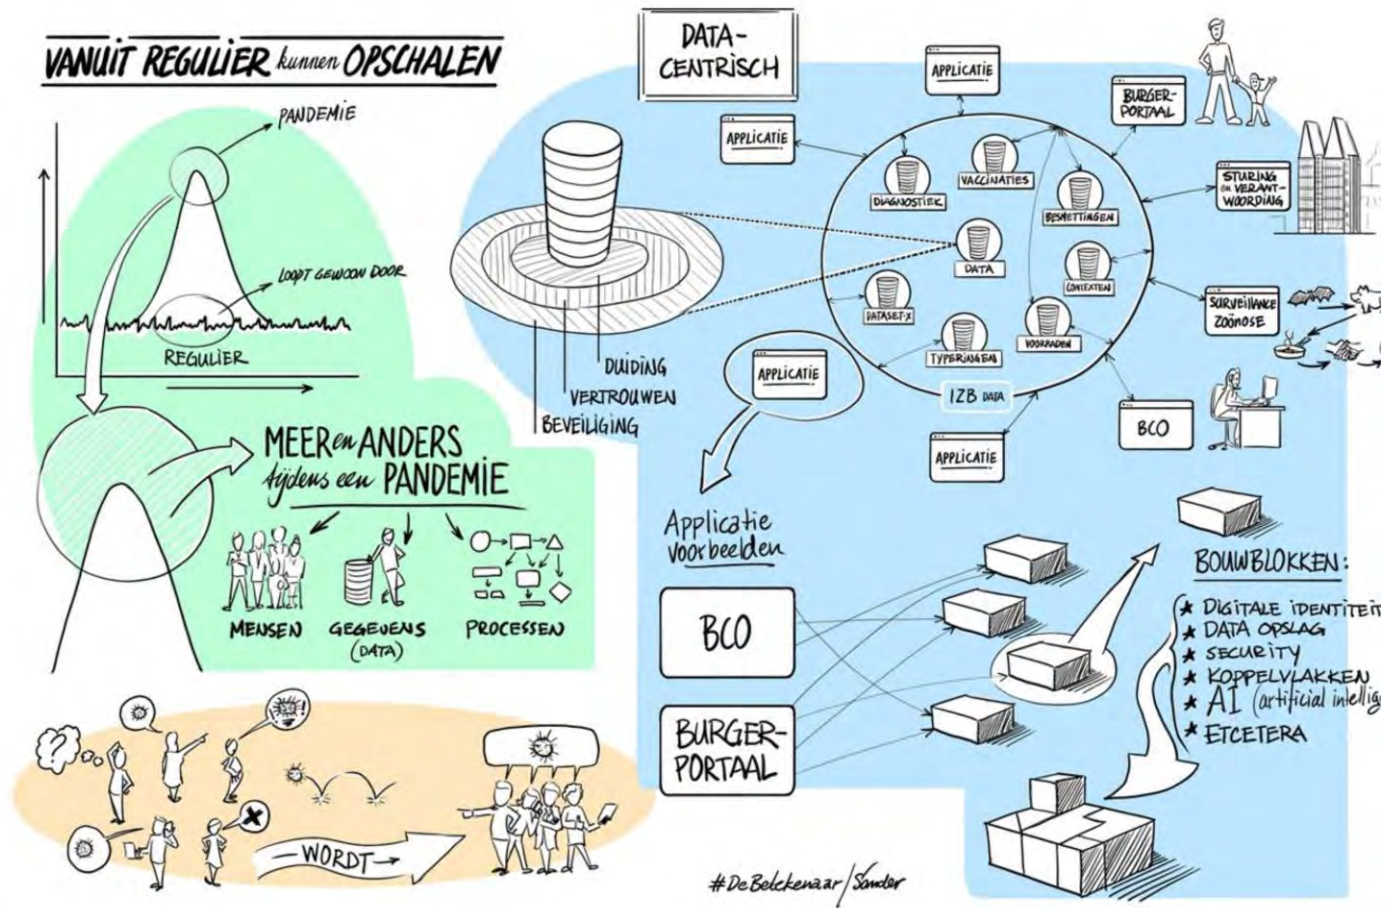 VANUIT REGULIER kunnen OPSCHALEN
PANDEMIE
LOOPT GEWOON DOOR
REGULIER
MEER en ANDERS
tijdens een PANDEMIE
MENSEN
GEGEVENS
(DATA)
PROCESSEN
?
!
WORDT
DATA-
CENTRISCH
DUIDING
VERTROUWEN
BEVEILIGING
APPLICATIE
APPLICATIE
BURGER-
PORTAAL
STURING
en VERANT-
WOORDING
SURVEILLANCE
ZOÖNOSE
BCO
APPLICATIE
APPLICATIE
DIAGNOSTIEK
VACCINATIES
BESMETTINGEN
DATA
CONTEXTEN
DATASET-X
TYPERINGEN
VOORRADEN
IZB DATA
Applicatie
voorbeelden
BCO
BURGER-
PORTAAL
BOUWBLOKKEN:
* DIGITALE IDENTITEIT
* DATA OPSLAG
* SECURITY
* KOPPELVLAKKEN
* AI (artificial intellig
* ETCETERA
#DeBetekenaar/Sander